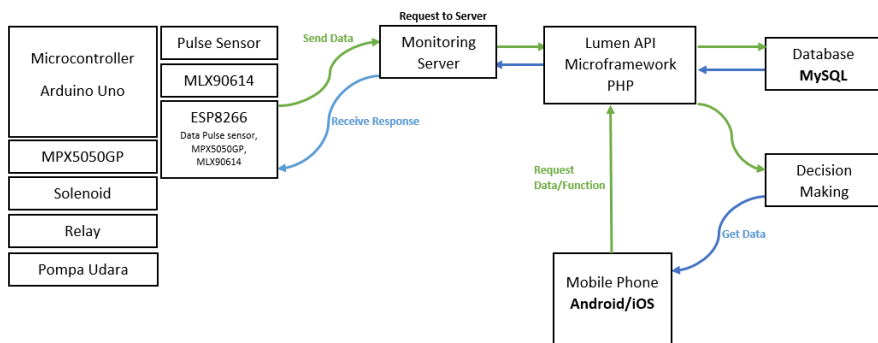 Microcontroller
Arduino Uno
MPX5050GP
Solenoid
Relay
Pompa Udara
Pulse Sensor
MLX90614
ESP8266
Data Pulse sensor,
MPX5050GP,
MLX90614
Send Data
Receive Response
Request to Server
Monitoring
Server
Lumen API
Microframework
PHP
Database
MySQL
Decision
Making
Request
Data/Function
Get Data
Mobile Phone
Android/iOS